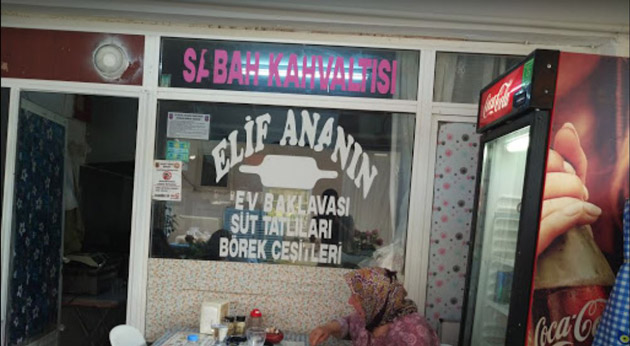 SABAH KAHVALTISI
ELİF ANANIN
EV BAKLAVASI
SÜT TATLILARI
BÖREK ÇEŞİTLERİ
Coca-Cola
Coca-Cola